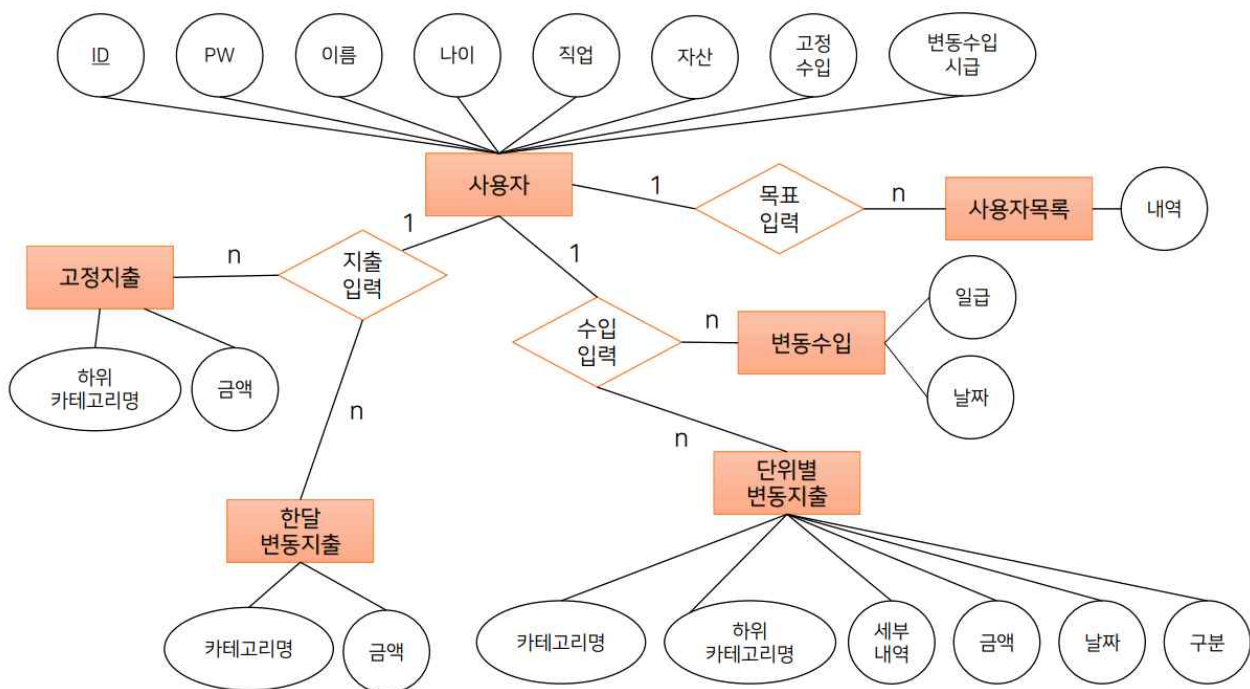 ID
PW
이름
나이
직업
자산
고정
수입
변동수입
시급
사용자
1
목표
입력
n
사용자목록
내역
1
1
고정지출
n
지출
입력
하위
카테고리명
금액
수입
입력
n
변동수입
일급
날짜
n
n
한달
변동지출
단위별
변동지출
카테고리명
금액
카테고리명
하위
카테고리명
세부
내역
금액
날짜
구분